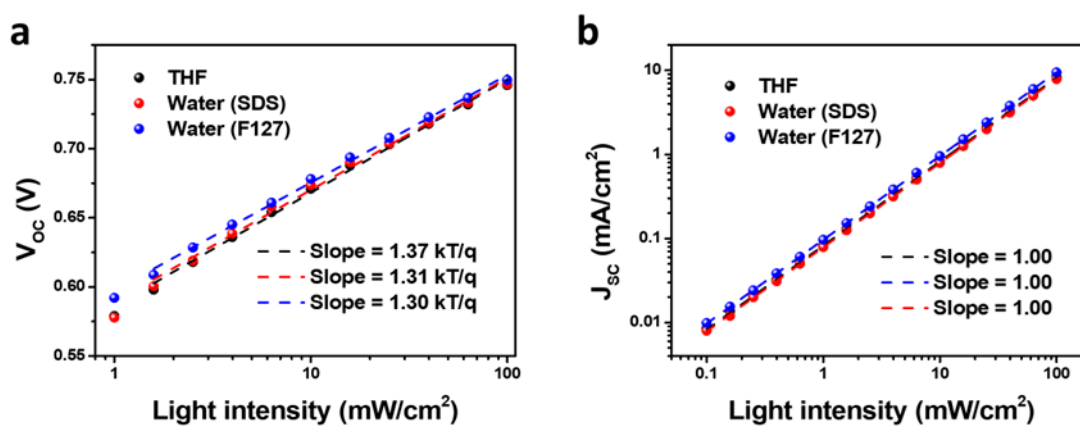 a
THF
Water (SDS)
Water (F127)
Slope = 1.37 kT/q
Slope = 1.31 kT/q
Slope = 1.30 kT/q
V_OC (V)
0.75
0.70
0.65
0.60
0.55
1
10
100
Light intensity (mW/cm²)
b
THF
Water (SDS)
Water (F127)
Slope = 1.00
Slope = 1.00
Slope = 1.00
J_SC (mA/cm²)
10
1
0.1
0.01
0.1
1
10
100
Light intensity (mW/cm²)